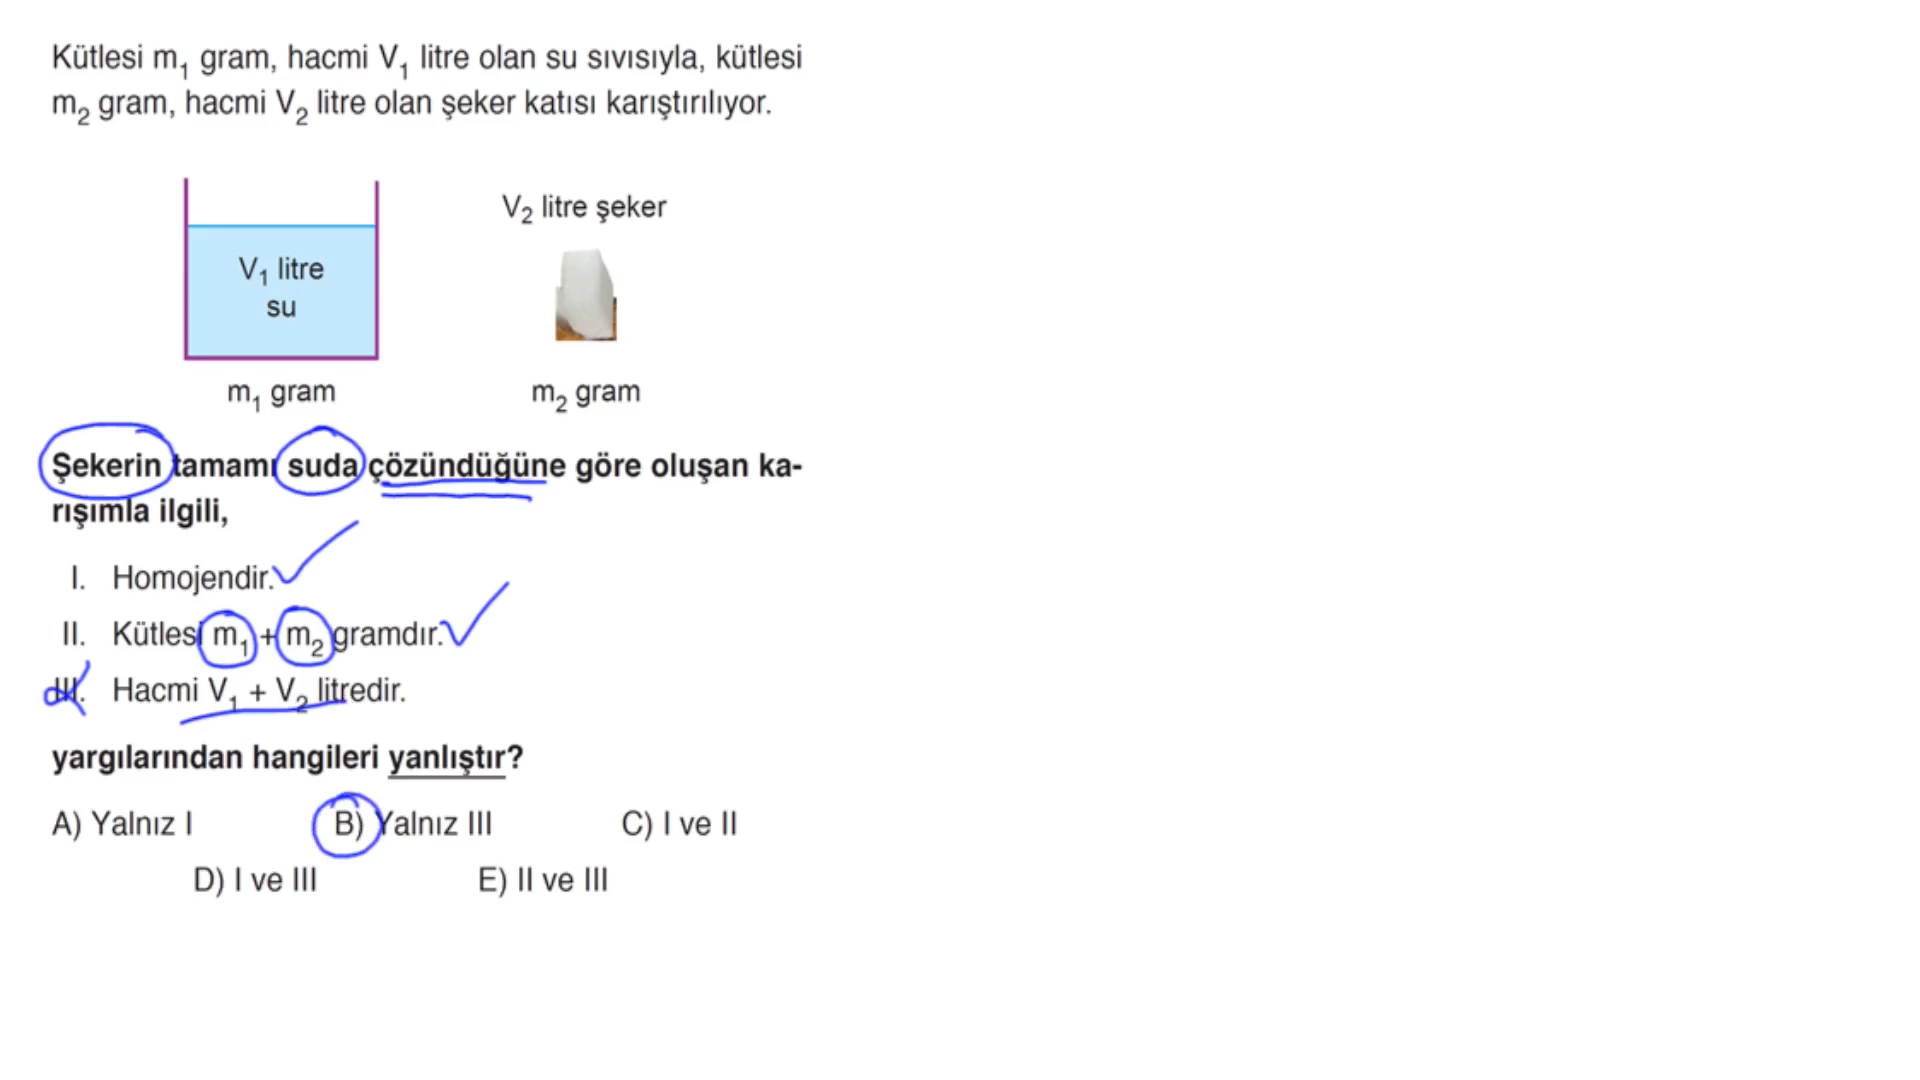 Kütlesi m₁ gram, hacmi V₁ litre olan su sıvısıyla, kütlesi
m₂ gram, hacmi V₂ litre olan şeker katısı karıştırılıyor.
V₂ litre şeker
V₁ litre
su
m₁ gram
m₂ gram
Şekerin tamamı suda çözündüğüne göre oluşan ka-
rışımla ilgili,
I. Homojendir.
II. Kütlesi m₁ + m₂ gramdır.
III. Hacmi V₁ + V₂ litredir.
yargılarından hangileri yanlıştır?
A) Yalnız I B) Yalnız III C) I ve II
D) I ve III E) II ve III